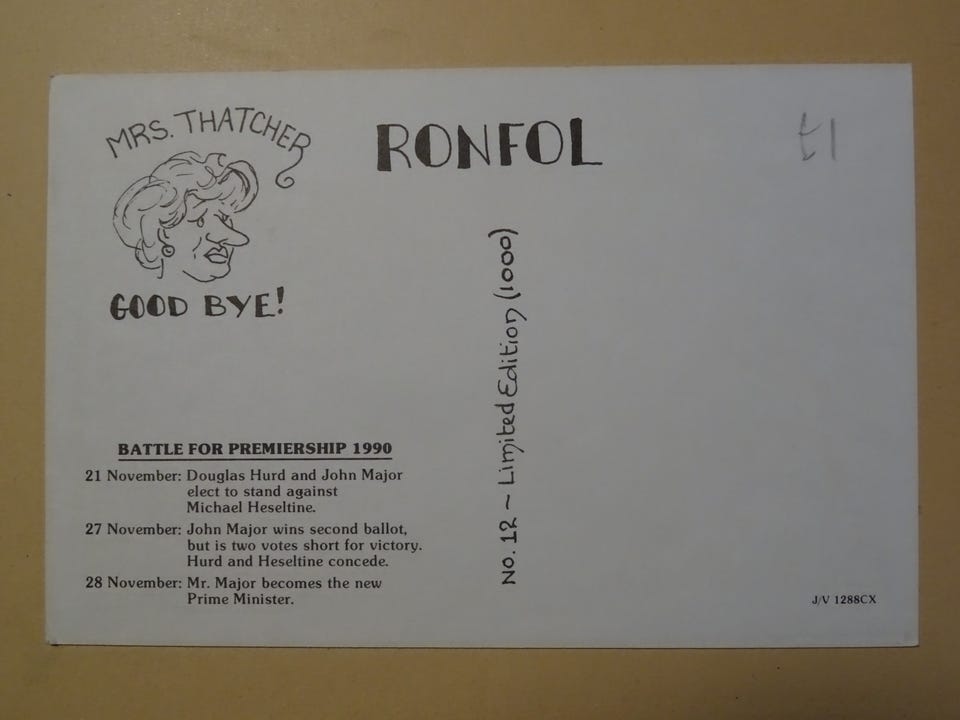 MRS. THATCHER
GOOD BYE!
RONFOL
£1
No. 12 ~ Limited Edition (1000)
BATTLE FOR PREMIERSHIP 1990
21 November: Douglas Hurd and John Major
elect to stand against
Michael Heseltine.
27 November: John Major wins second ballot,
but is two votes short for victory.
Hurd and Heseltine concede.
28 November: Mr. Major becomes the new
Prime Minister.
J/V 1288CX